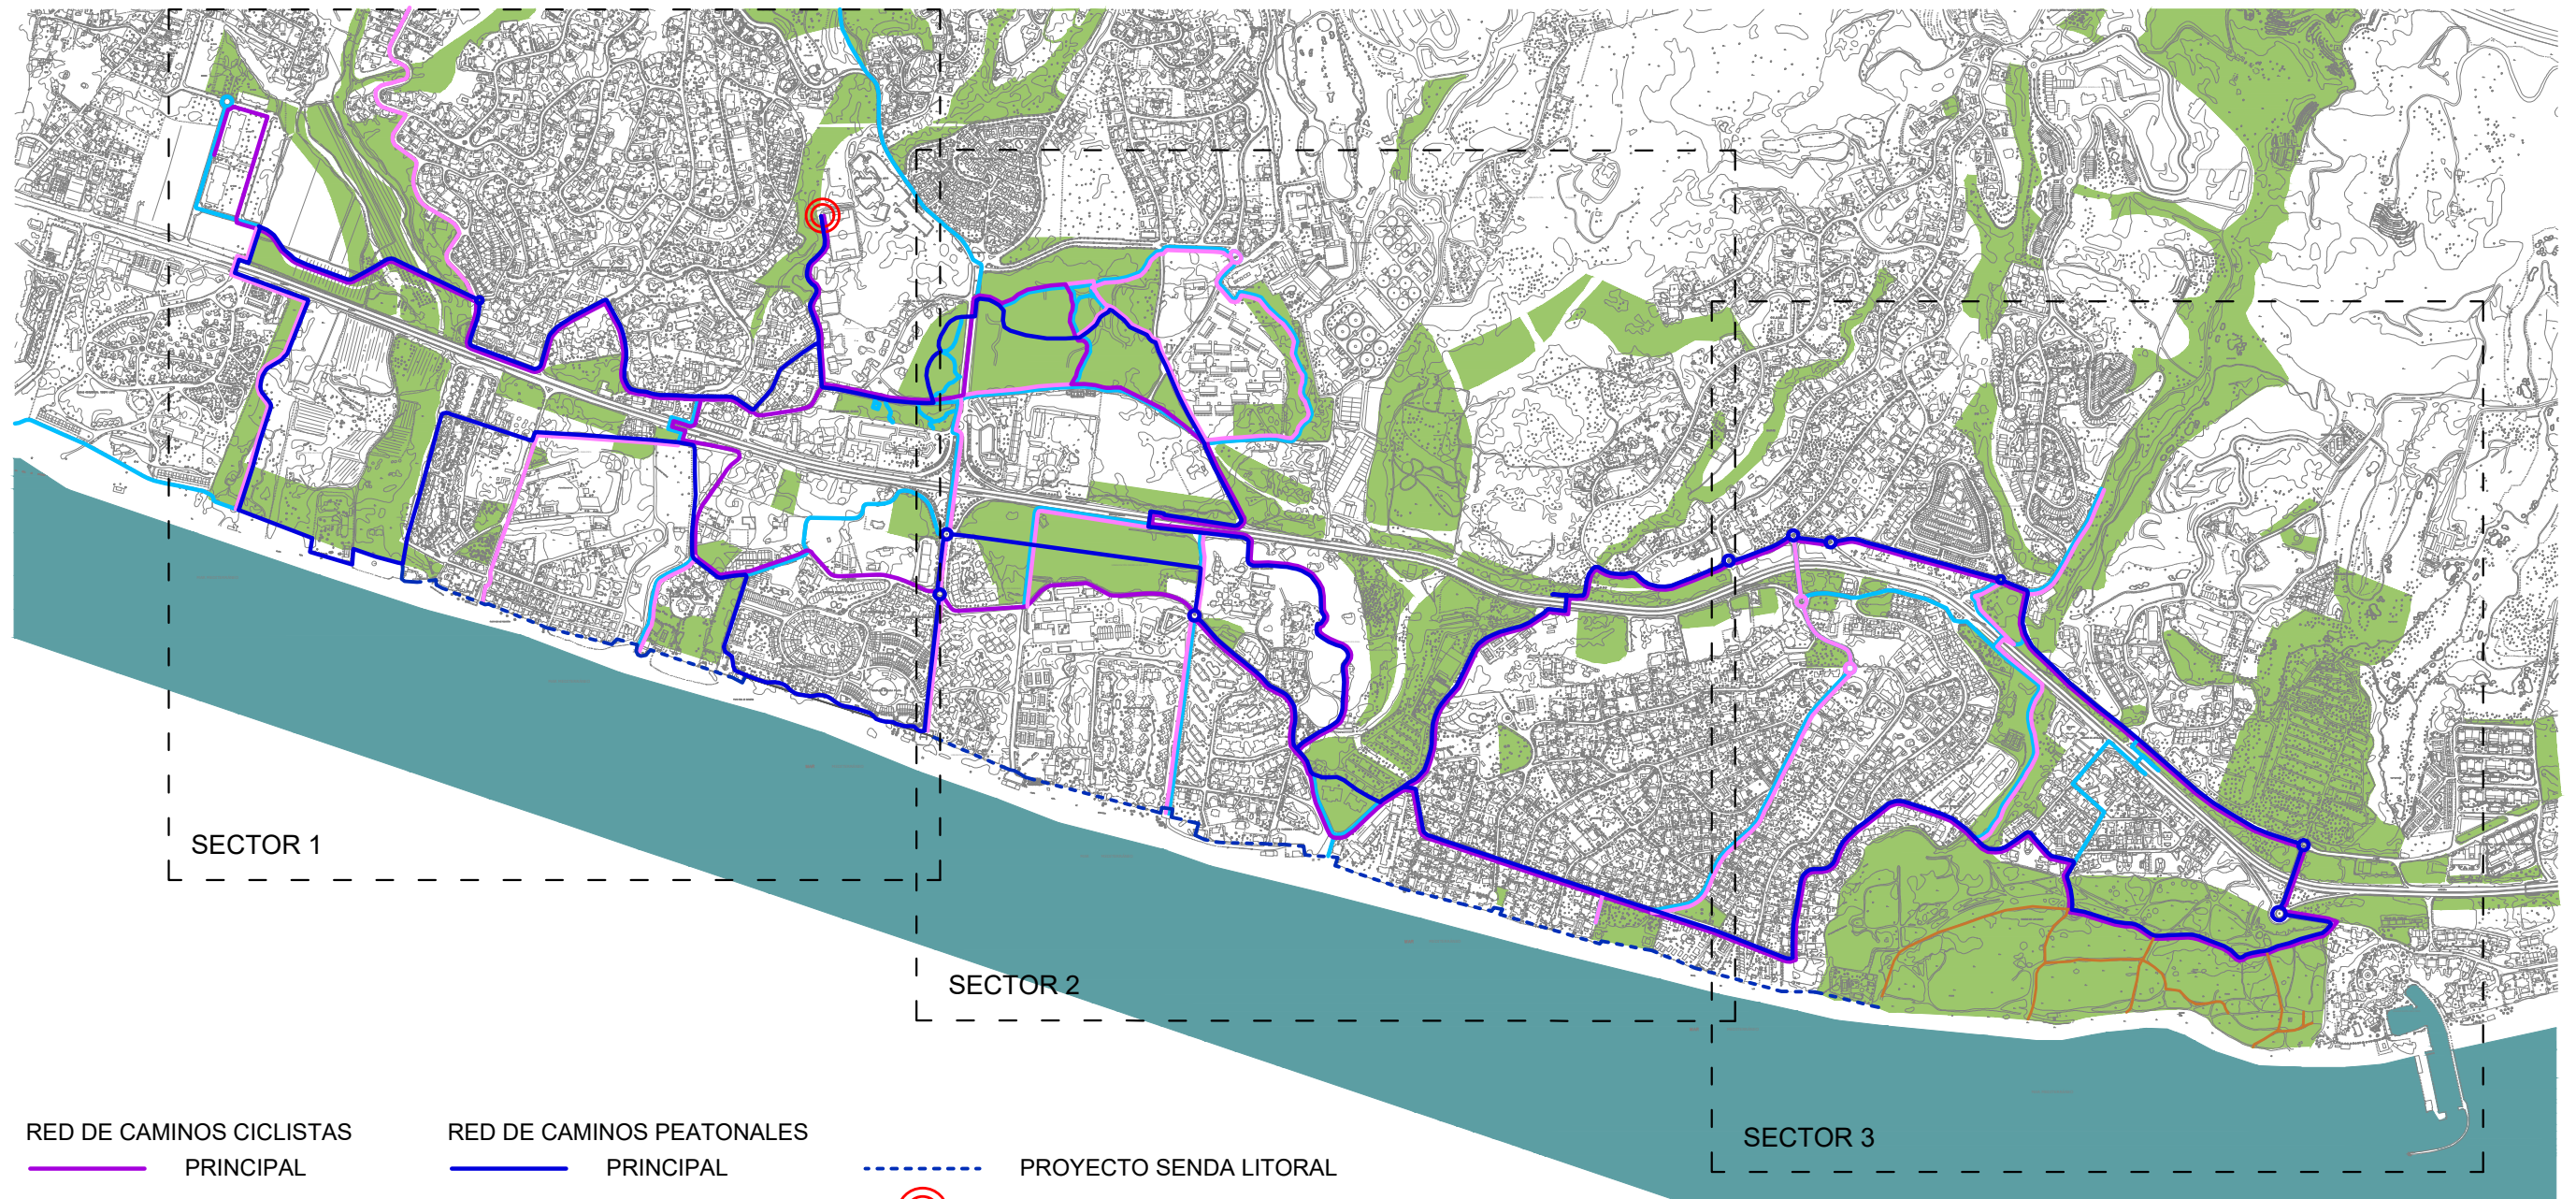 SECTOR 1
SECTOR 2
SECTOR 3
RED DE CAMINOS CICLISTAS
RED DE CAMINOS PEATONALES
PRINCIPAL
PRINCIPAL
PROYECTO SENDA LITORAL